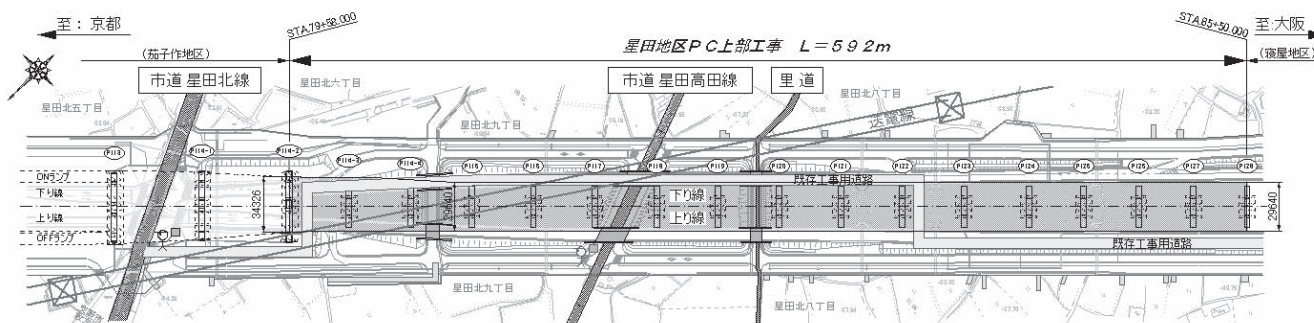 至：京都
STA.79+58.000
星田地区ＰＣ上部工事 L=592m
STA.85+50.000
至:大阪
(茄子作地区)
(寝屋地区)
市道 星田北線
星田北六丁目
市道 星田高田線
里 道
星田北八丁目
星田北五丁目
星田北九丁目
送電線
P113
P114-1
P114-2
P114-3
P114-4
P115
P116
P117
P118
P119
P120
P121
P122
P123
P124
P125
P126
P127
P128
ONランプ
下り線
上り線
OFFランプ
34326
29640
下り線
上り線
既存工事用道路
29640
既存工事用道路
星田北九丁目
星田北八丁目